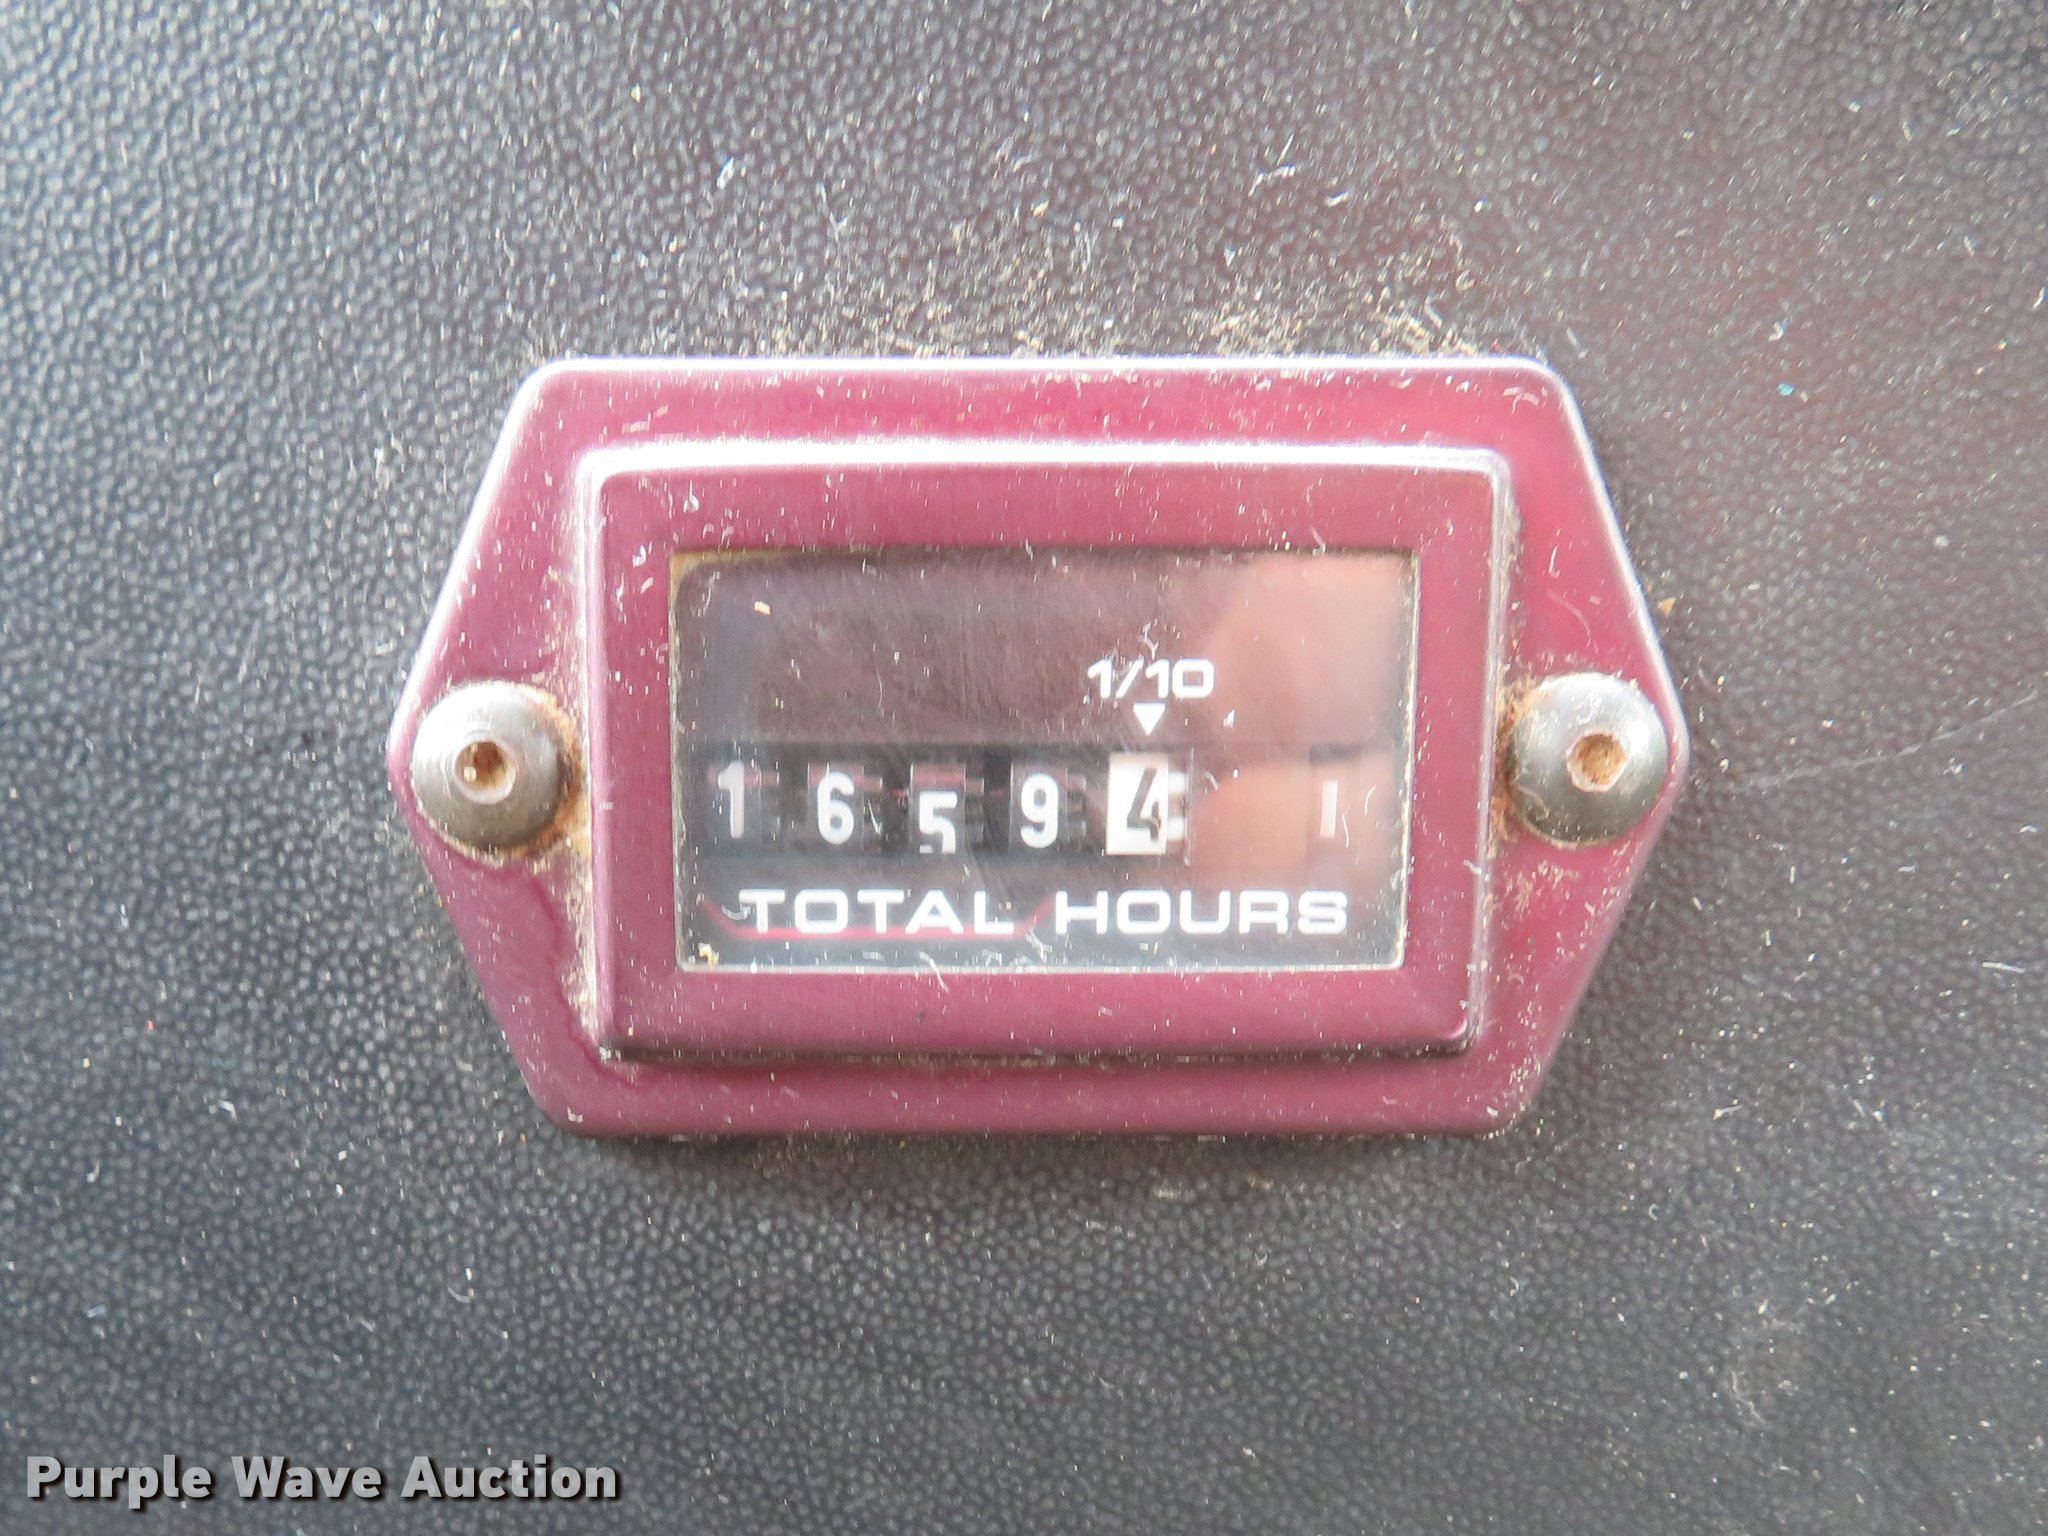 1/10
16594
TOTAL HOURS
Purple Wave Auction